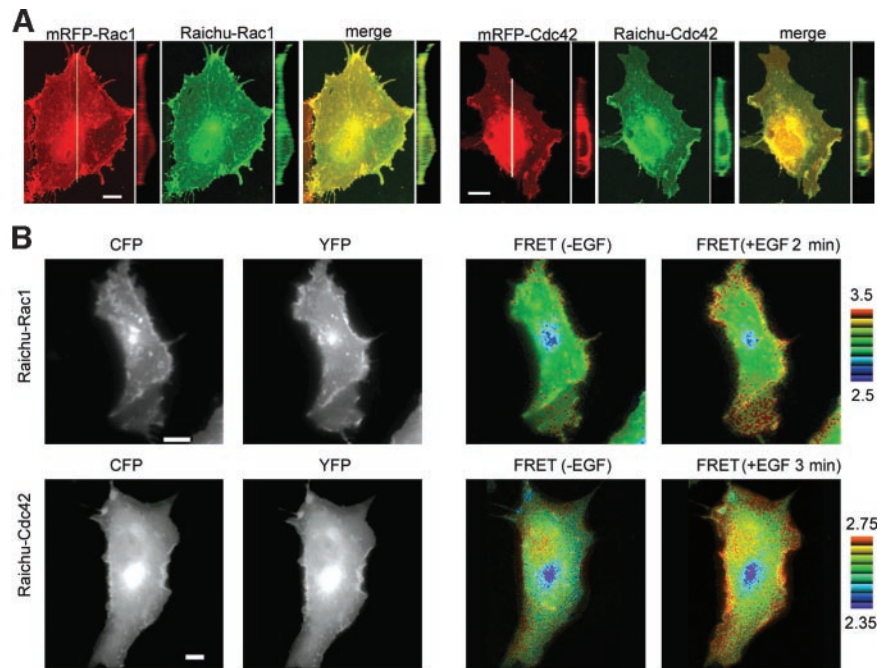 A
mRFP-Rac1 Raichu-Rac1 merge mRFP-Cdc42 Raichu-Cdc42 merge
B
CFP YFP FRET (-EGF) FRET (+EGF 2 min)
Raichu-Rac1
3.5
2.5
CFP YFP FRET (-EGF) FRET (+EGF 3 min)
Raichu-Cdc42
2.75
2.35